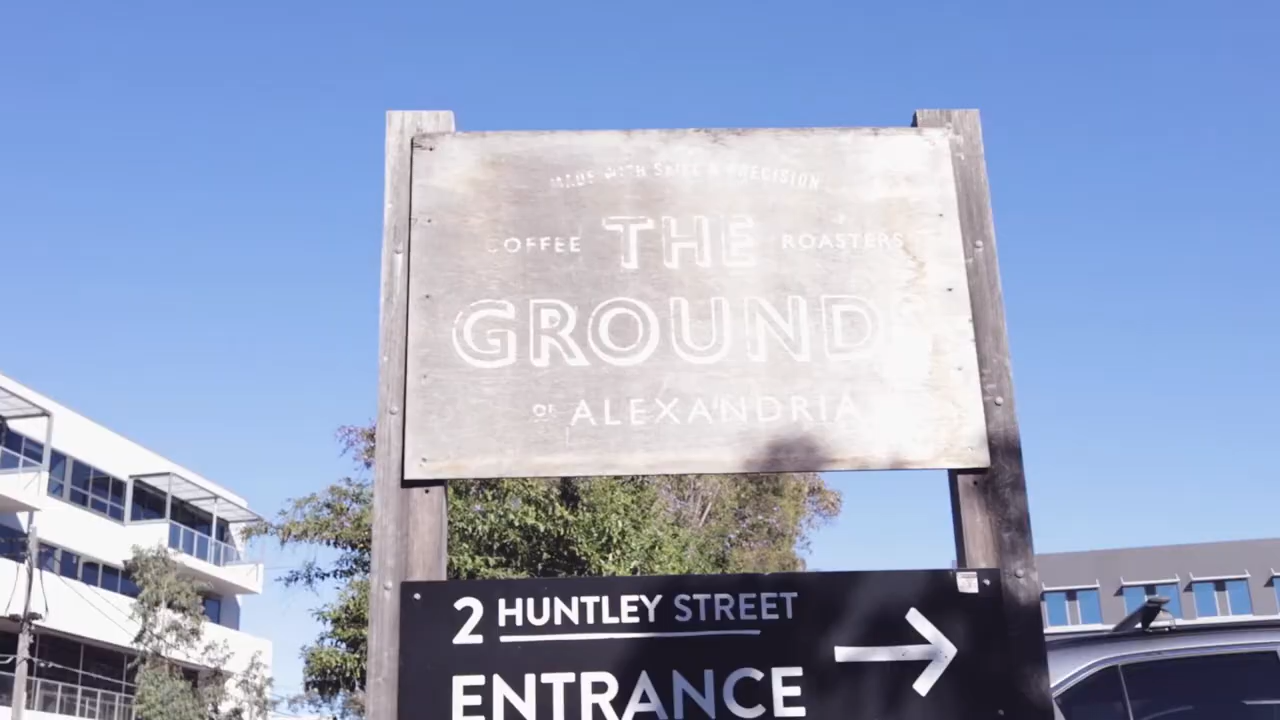 MADE WITH SKILL & PRECISION
COFFEE THE ROASTERS
GROUND
OF ALEXANDRIA
2 HUNTLEY STREET
ENTRANCE